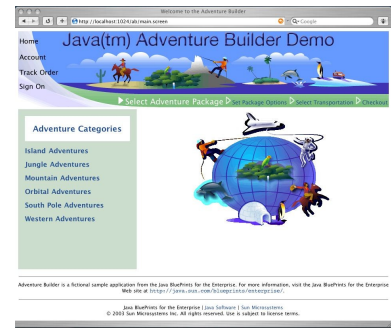 Welcome to the Adventure Builder
http://localhost:1024/ab/main.screen
Google
Home
Java(tm) Adventure Builder Demo
Account
Track Order
Sign On
Select Adventure Package Set Package Options Select Transportation Checkout
Adventure Categories
Island Adventures
Jungle Adventures
Mountain Adventures
Orbital Adventures
South Pole Adventures
Western Adventures
Adventure Builder is a fictional sample application from the Java BluePrints for the Enterprise. For more information, visit the Java BluePrints for the Enterprise
Web site at http://java.sun.com/blueprints/enterprise/.
Java BluePrints for the Enterprise | Java Software | Sun Microsystems
© 2003 Sun Microsystems Inc. All rights reserved. Use is subject to license terms.